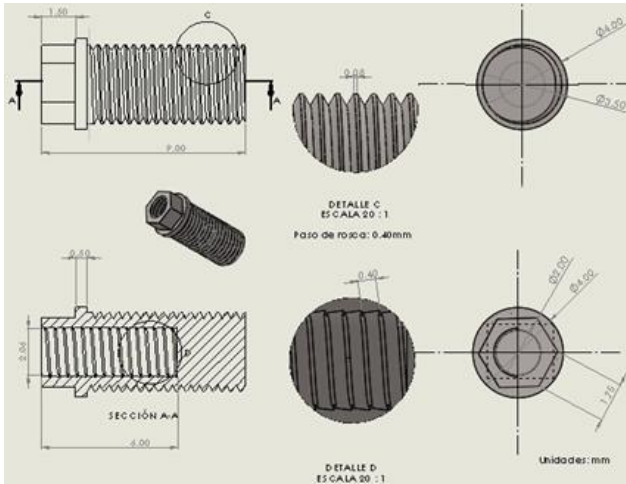 1.50
C
A
A
9.00
0.08
DETALLE C
ESCALA 20 : 1
Paso de rosca: 0.40mm
Ø4.00
Ø3.50
0.50
2.06
D
SECCIÓN A-A
6.00
0.40
DETALLE D
ESCALA 20 : 1
Ø2.00
Ø4.00
1.75
Unidades: mm